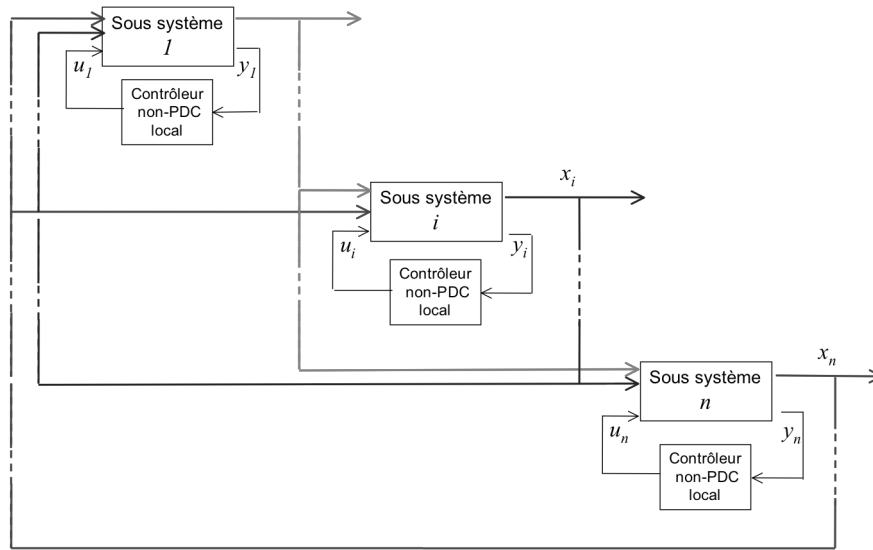 Sous système
1
u1
y1
Contrôleur
non-PDC
local
xi
Sous système
i
ui
yi
Contrôleur
non-PDC
local
xn
Sous système
n
un
yn
Contrôleur
non-PDC
local